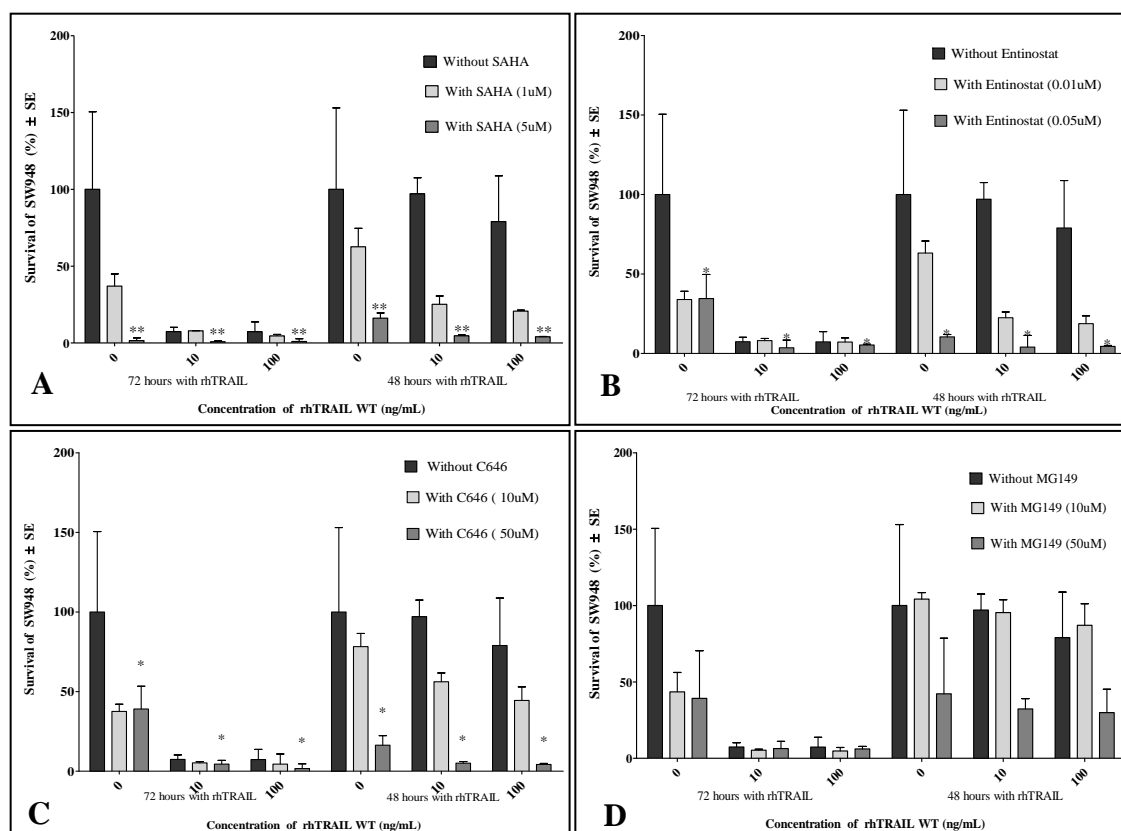 200
150
100
50
0
Survival of SW948 (%) ± SE
Without SAHA
With SAHA (1uM)
With SAHA (5uM)
** ** ** ** ** **
0 10 100 0 10 100
72 hours with rhTRAIL 48 hours with rhTRAIL
Concentration of rhTRAIL WT (ng/mL)
A
200
150
100
50
0
Survival of SW948 (%) ± SE
Without Entinostat
With Entinostat (0.01uM)
With Entinostat (0.05uM)
* * * * * *
0 10 100 0 10 100
72 hours with rhTRAIL 48 hours with rhTRAIL
Concentration of rhTRAIL WT (ng/mL)
B
200
150
100
50
0
Survival of SW948 (%) ± SE
Without C646
With C646 ( 10uM)
With C646 ( 50uM)
* * * * * *
0 10 100 0 10 100
72 hours with rhTRAIL 48 hours with rhTRAIL
Concentration of rhTRAIL WT (ng/mL)
C
200
150
100
50
0
Survival of SW948 (%) ± SE
Without MG149
With MG149 (10uM)
With MG149 (50uM)
0 10 100 0 10 100
72 hours with rhTRAIL 48 hours with rhTRAIL
Concentration of rhTRAIL WT (ng/mL)
D